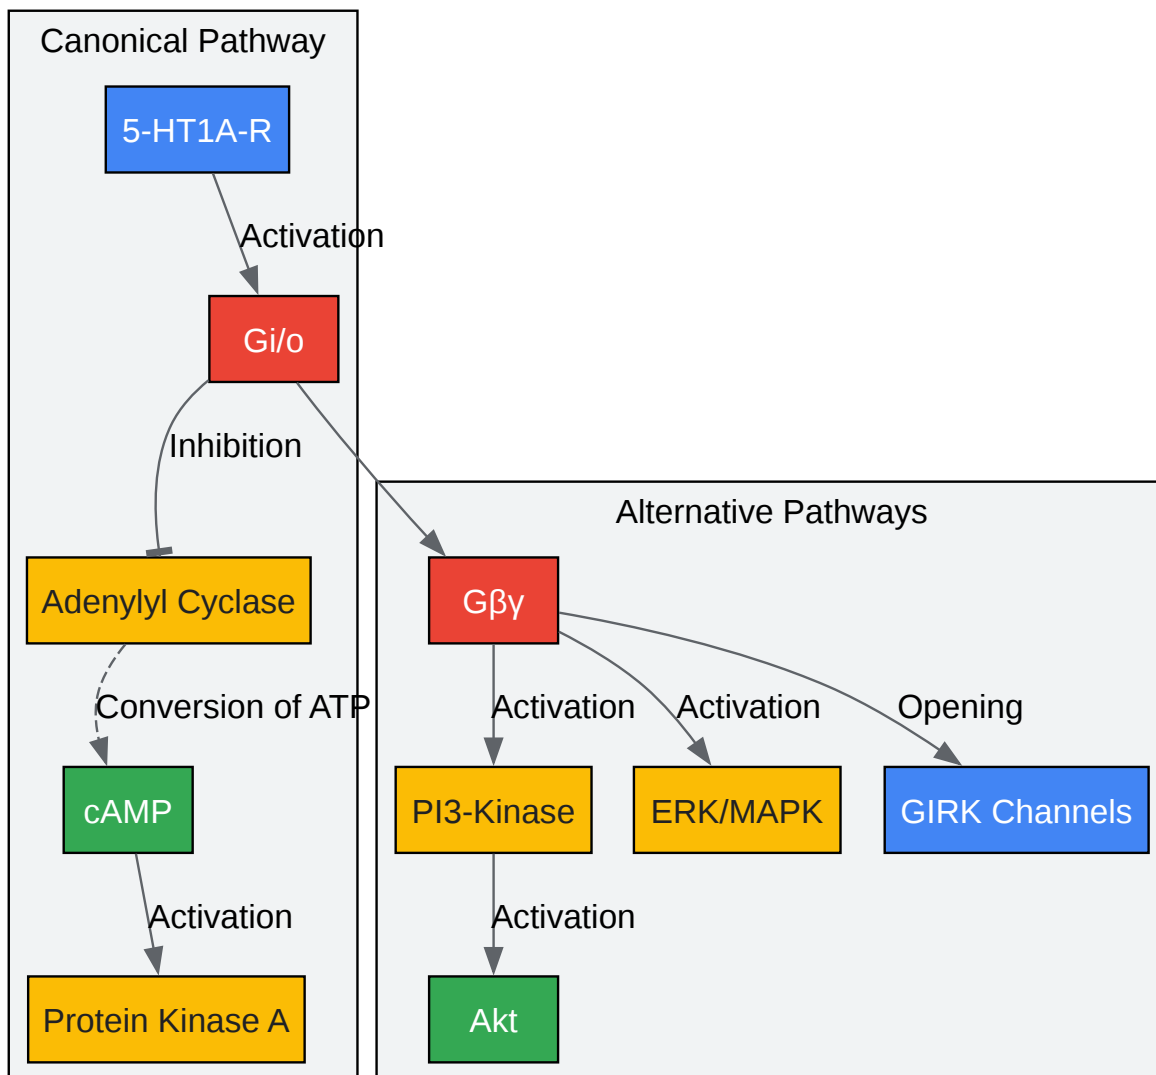 Canonical Pathway
5-HT1A-R
Activation
Gi/o
Inhibition
Adenylyl Cyclase
Conversion of ATP
cAMP
Activation
Protein Kinase A
Alternative Pathways
Gβγ
Activation
Activation
Opening
PI3-Kinase
ERK/MAPK
GIRK Channels
Activation
Akt